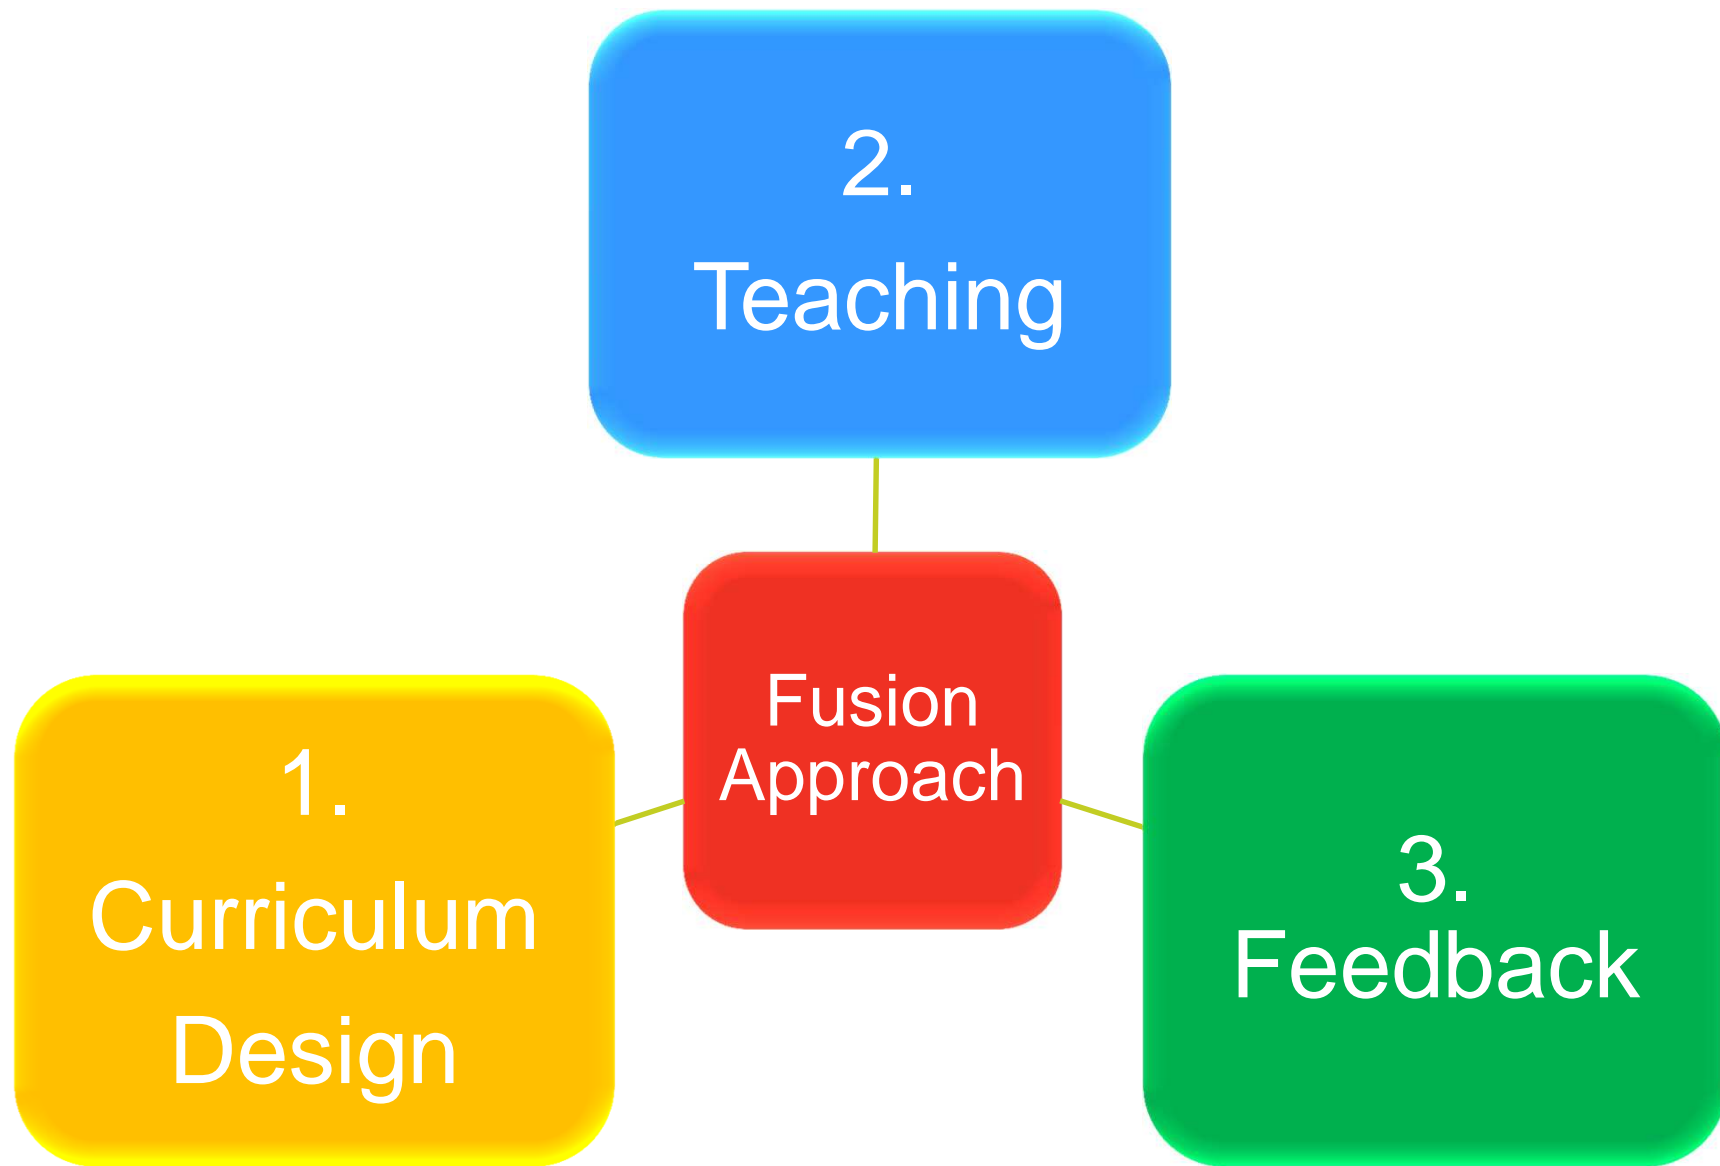 2.
Teaching
Fusion
Approach
1.
Curriculum
Design
3.
Feedback